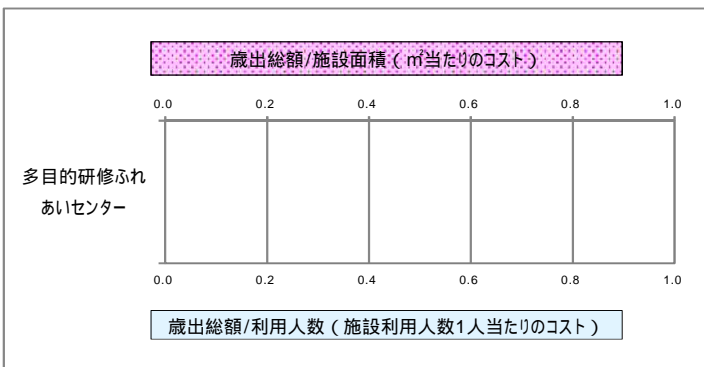 歳出総額/施設面積(㎡当たりのコスト)
0.0 0.2 0.4 0.6 0.8 1.0
多目的研修ふれ
あいセンター
0.0 0.2 0.4 0.6 0.8 1.0
歳出総額/利用人数(施設利用人数1人当たりのコスト)